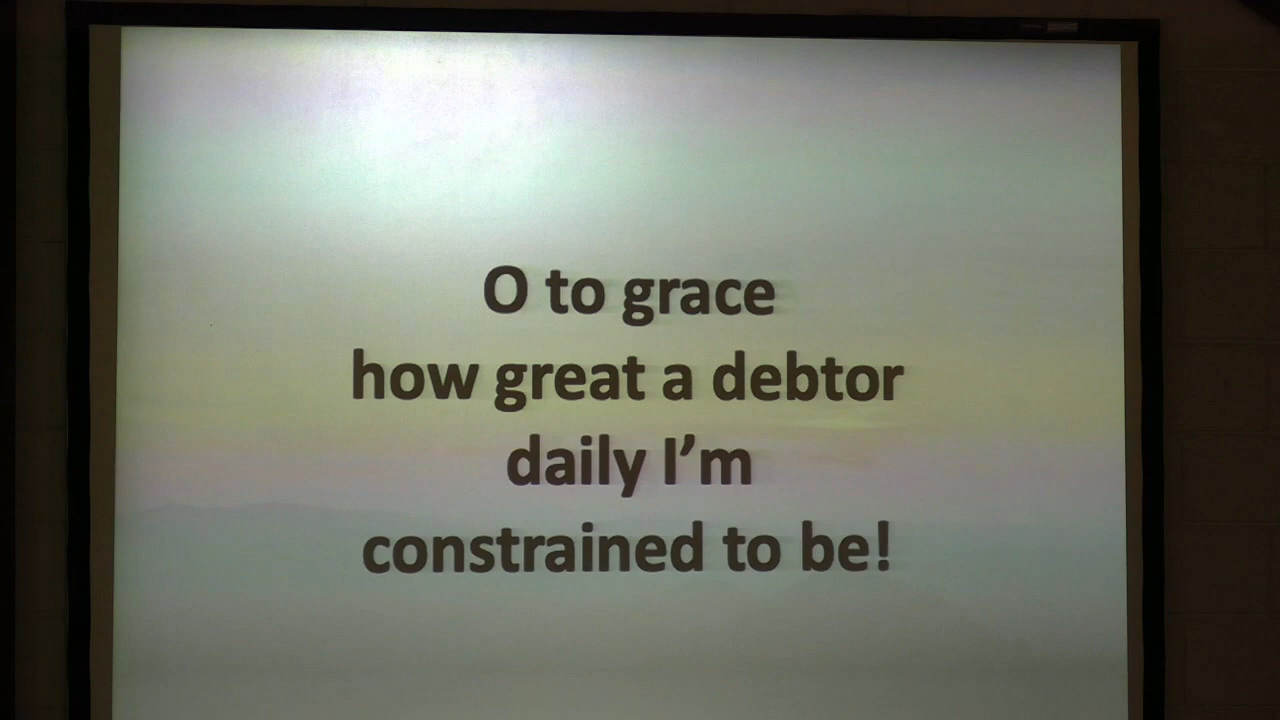 O to grace
how great a debtor
daily I’m
constrained to be!